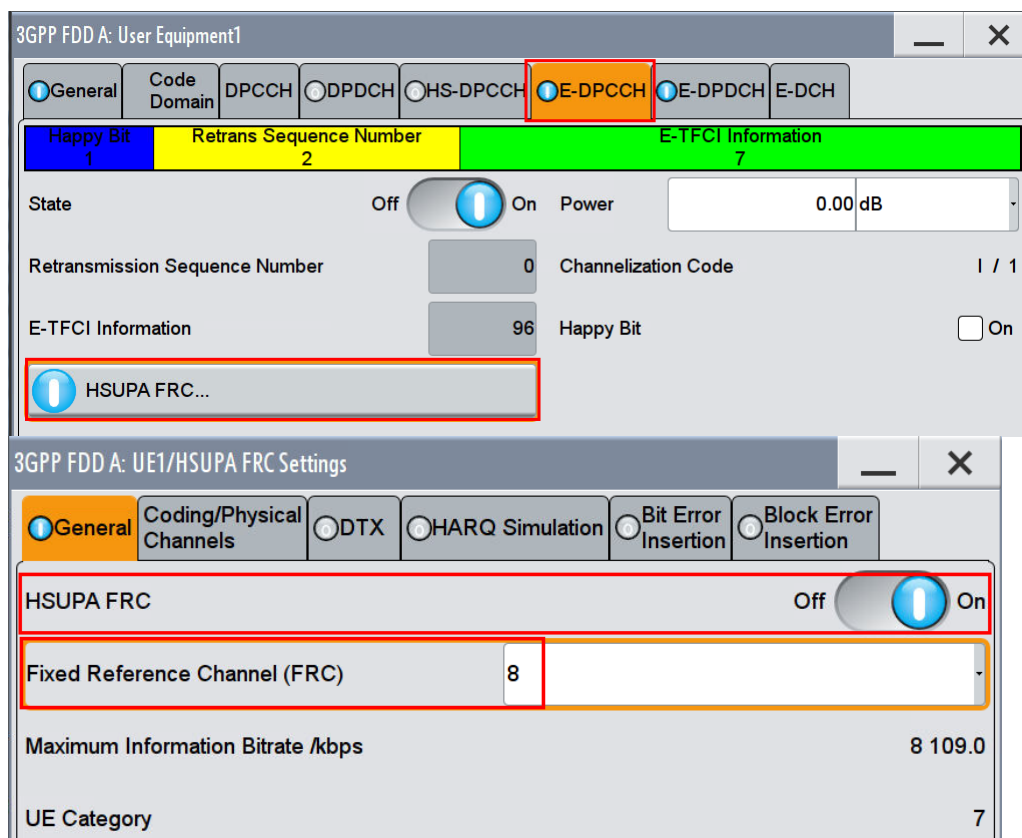 3GPP FDD A: User Equipment1
General
Code
Domain
DPCCH
DPDCH
HS-DPCCH
E-DPCCH
E-DPDCH
E-DCH
Happy Bit
1
Retrans Sequence Number
2
E-TFCI Information
7
State
Off
On
Power
0.00 dB
Retransmission Sequence Number
0
Channelization Code
I / 1
E-TFCI Information
96
Happy Bit
On
HSUPA FRC...
3GPP FDD A: UE1/HSUPA FRC Settings
General
Coding/Physical
Channels
DTX
HARQ Simulation
Bit Error
Insertion
Block Error
Insertion
HSUPA FRC
Off
On
Fixed Reference Channel (FRC)
8
Maximum Information Bitrate /kbps
8 109.0
UE Category
7